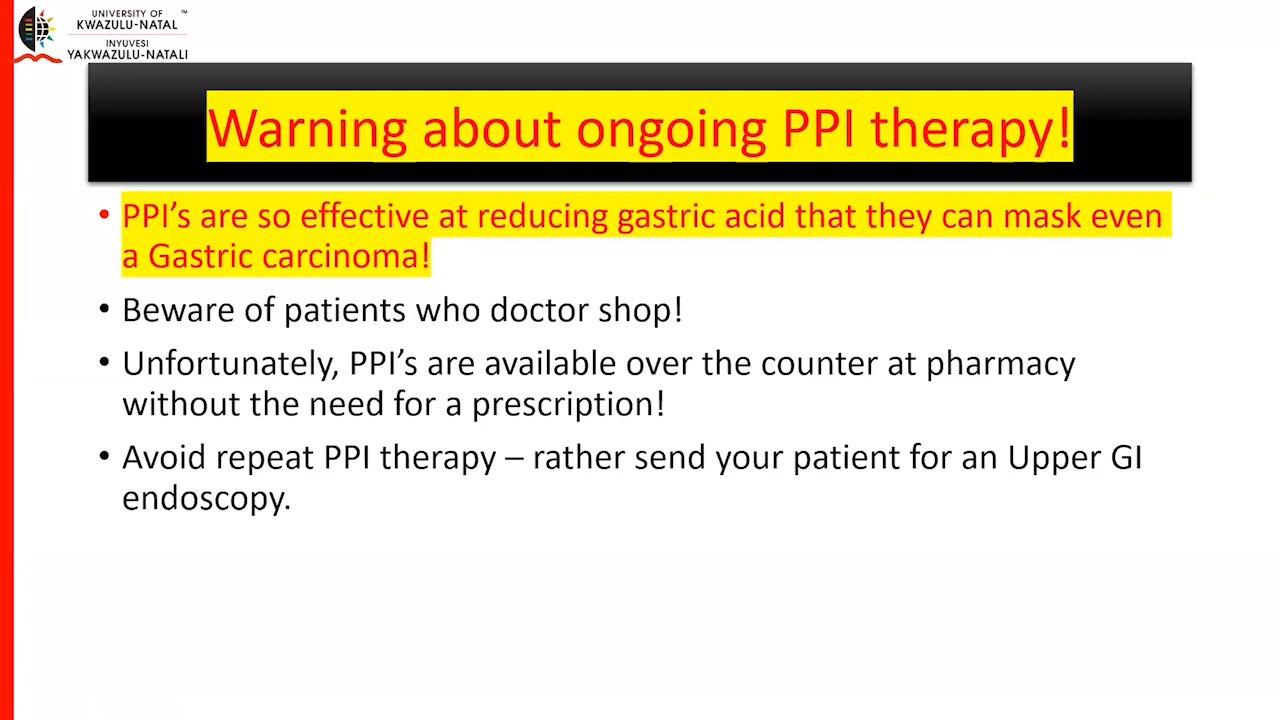 UNIVERSITY OF
KWAZULU-NATAL™
INYUVESI
YAKWAZULU-NATALI
Warning about ongoing PPI therapy!
• PPI’s are so effective at reducing gastric acid that they can mask even
a Gastric carcinoma!
• Beware of patients who doctor shop!
• Unfortunately, PPI’s are available over the counter at pharmacy
without the need for a prescription!
• Avoid repeat PPI therapy – rather send your patient for an Upper GI
endoscopy.